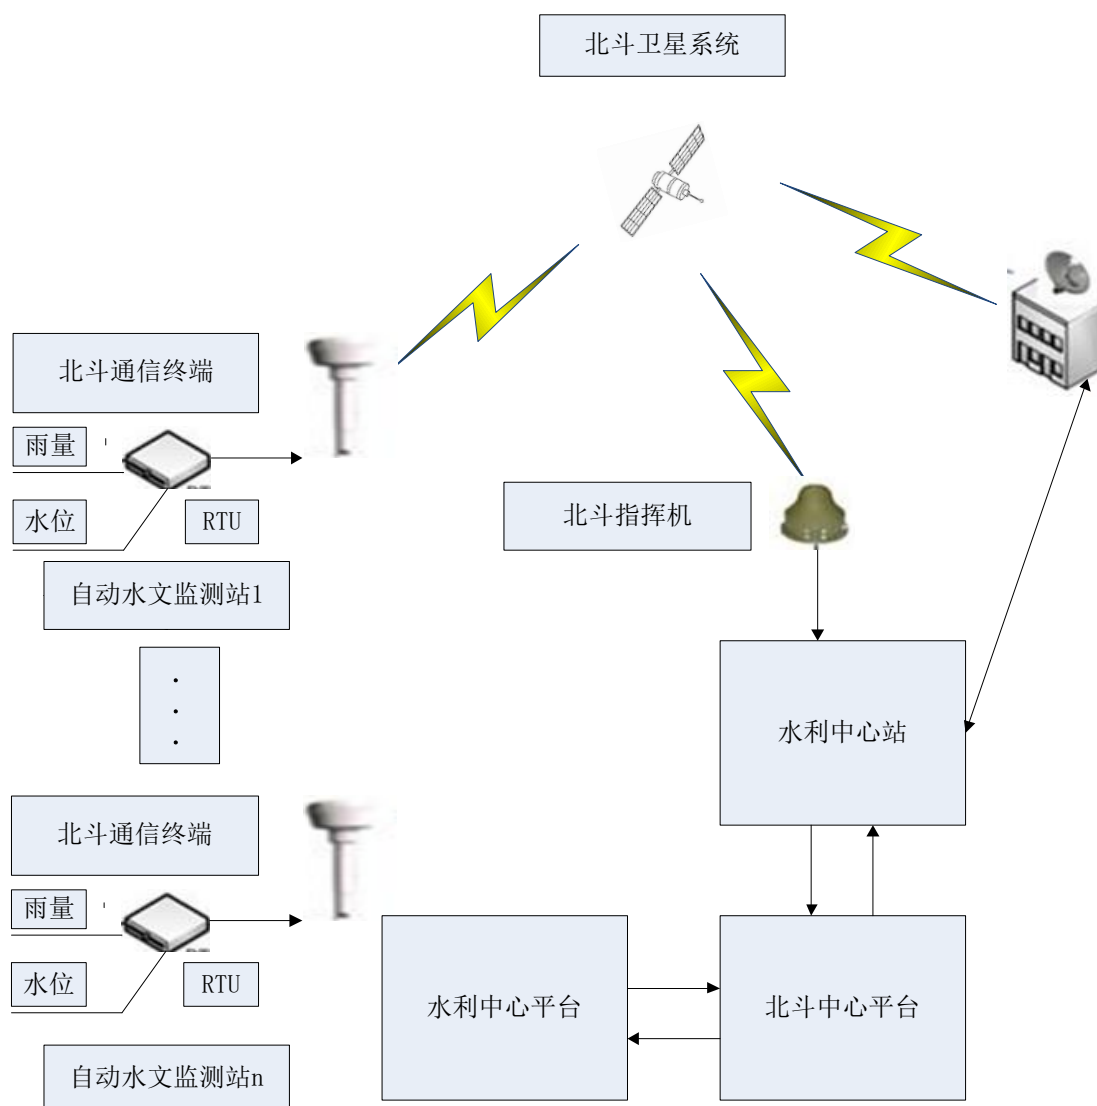 北斗卫星系统
北斗通信终端
雨量
水位
RTU
北斗指挥机
自动水文监测站1
水利中心站
北斗通信终端
雨量
水位
RTU
水利中心平台
北斗中心平台
自动水文监测站n